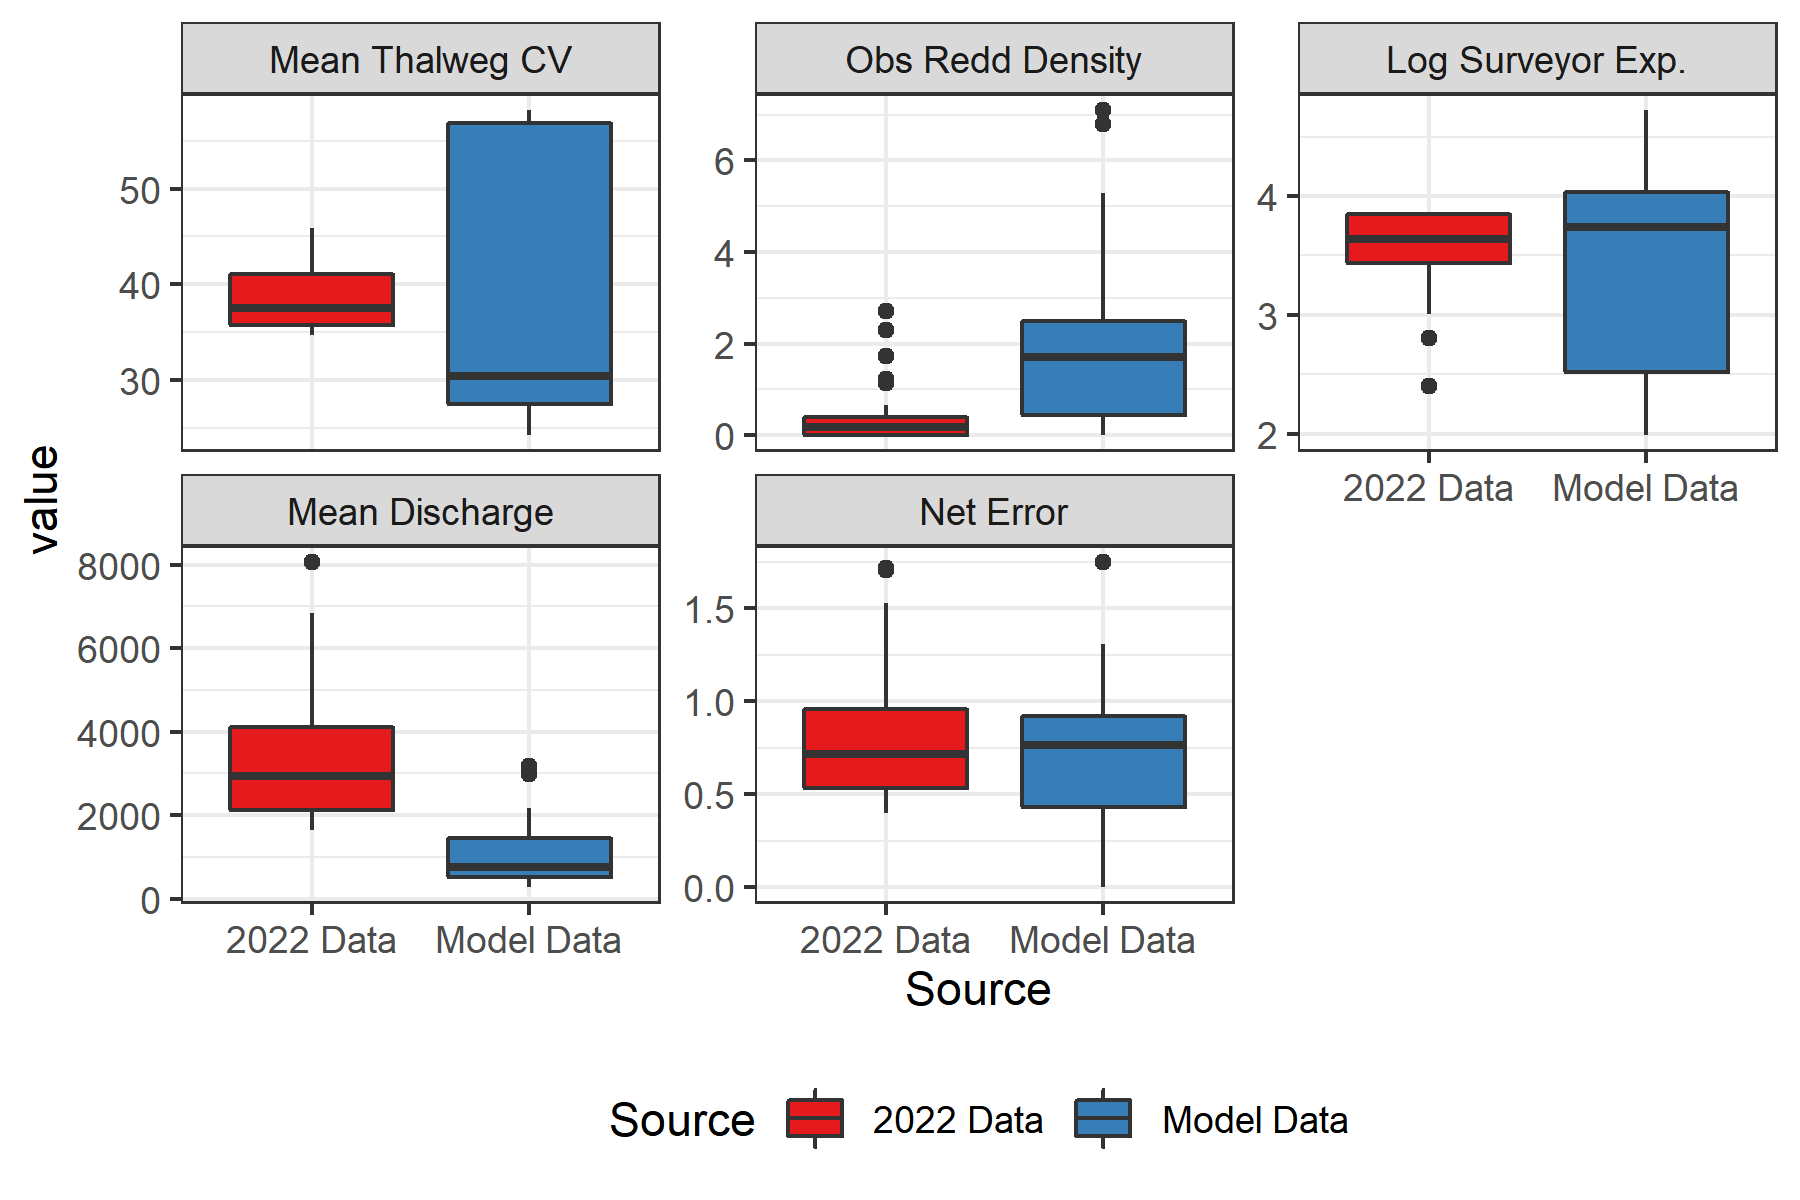 Mean Thalweg CV
Obs Redd Density
Log Surveyor Exp.
50
40
30
6
4
2
0
4
3
2
2022 Data Model Data
Mean Discharge
Net Error
value
8000
6000
4000
2000
0
1.5
1.0
0.5
0.0
2022 Data Model Data
2022 Data Model Data
Source
Source 2022 Data Model Data